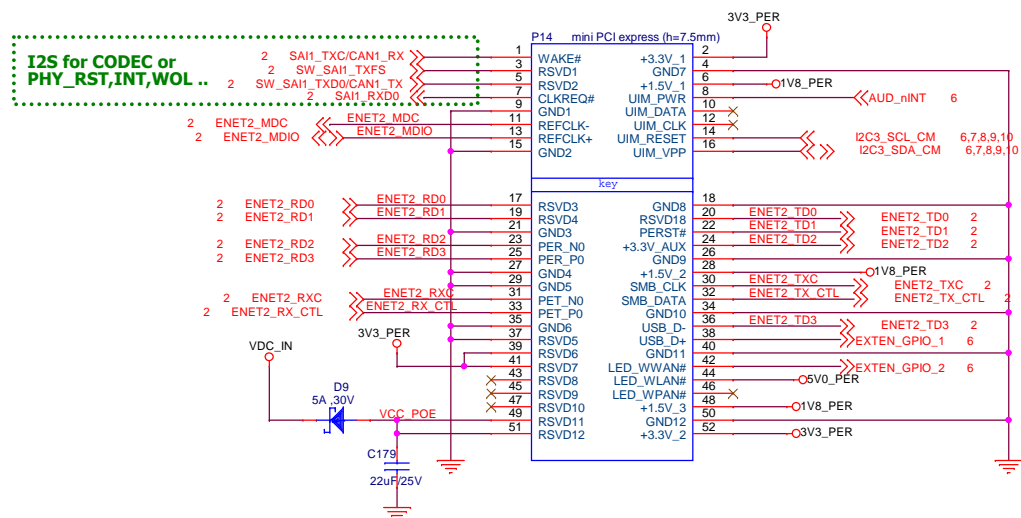 3V3_PER
P14 mini PCI express (h=7.5mm)
I2S for CODEC or
PHY_RST,INT,WOL ..
2 SAI1_TXC/CAN1_RX 1 WAKE# +3.3V_1 2
2 SW_SAI1_TXFS 3 RSVD1 GND7 4
2 SW_SAI1_TXD0/CAN1_TX 5 RSVD2 +1.5V_1 6 1V8_PER
2 SAI1_RXD0 7 CLKREQ# UIM_PWR 8 AUD_nINT 6
9 GND1 UIM_DATA 10
2 ENET2_MDC ENET2_MDC 11 REFCLK- UIM_CLK 12
2 ENET2_MDIO ENET2_MDIO 13 REFCLK+ UIM_RESET 14 I2C3_SCL_CM 6,7,8,9,10
15 GND2 UIM_VPP 16 I2C3_SDA_CM 6,7,8,9,10
key
2 ENET2_RD0 ENET2_RD0 17 RSVD3 GND8 18
2 ENET2_RD1 ENET2_RD1 19 RSVD4 RSVD18 20 ENET2_TD0 ENET2_TD0 2
21 GND3 PERST# 22 ENET2_TD1 ENET2_TD1 2
2 ENET2_RD2 ENET2_RD2 23 PER_N0 +3.3V_AUX 24 ENET2_TD2 ENET2_TD2 2
2 ENET2_RD3 ENET2_RD3 25 PER_P0 GND9 26
27 GND4 +1.5V_2 28 1V8_PER
29 GND5 SMB_CLK 30 ENET2_TXC ENET2_TXC 2
2 ENET2_RXC ENET2_RXC 31 PET_N0 SMB_DATA 32 ENET2_TX_CTL ENET2_TX_CTL 2
2 ENET2_RX_CTL ENET2_RX_CTL 33 PET_P0 GND10 34
35 GND6 USB_D- 36 ENET2_TD3 ENET2_TD3 2
3V3_PER 37 RSVD5 USB_D+ 38 EXTEN_GPIO_1 6
VDC_IN 39 RSVD6 GND11 40
41 RSVD7 LED_WWAN# 42 EXTEN_GPIO_2 6
43 RSVD8 LED_WLAN# 44 5V0_PER
D9 45 RSVD9 LED_WPAN# 46
5A ,30V 47 RSVD10 +1.5V_3 48 1V8_PER
VCC_POE 49 RSVD11 GND12 50
51 RSVD12 +3.3V_2 52 3V3_PER
C179
22uF/25V